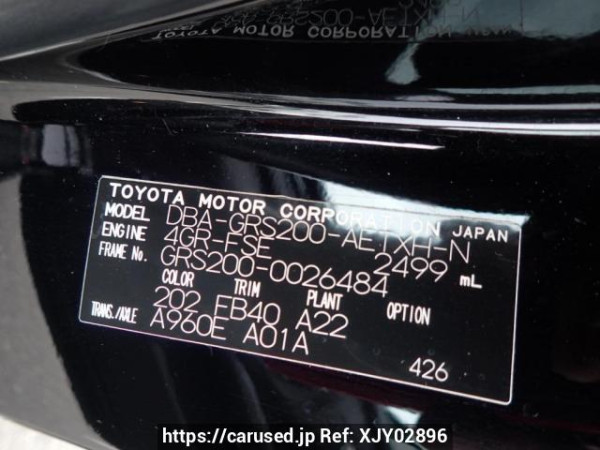 TOYOTA MOTOR CORPORATION JAPAN
MODEL DBA-GRS200-AETXH-N
ENGINE 4GR-FSE 2499 mL
FRAME No. GRS200-0026484
COLOR TRIM PLANT OPTION
202 FB40 A22
TRANS./AXLE A960E A01A
426
https://carused.jp Ref: XJY02896